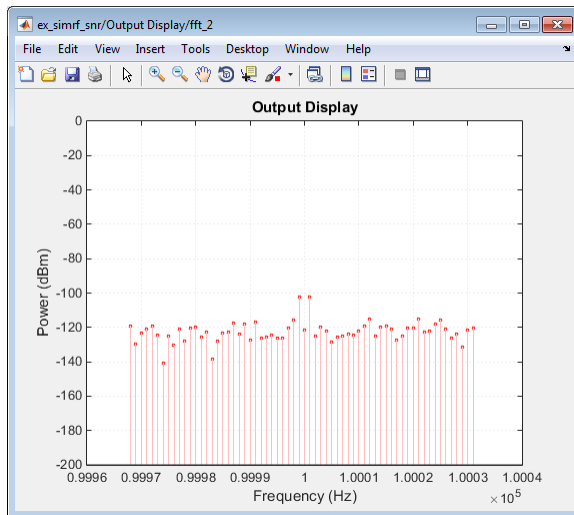 ex_simrf_snr/Output Display/fft_2
File Edit View Insert Tools Desktop Window Help
Output Display
0
-20
-40
-60
-80
-100
-120
-140
-160
-180
-200
Power (dBm)
0.9996 0.9997 0.9998 0.9999 1 1.0001 1.0002 1.0003 1.0004
Frequency (Hz)
×10^5